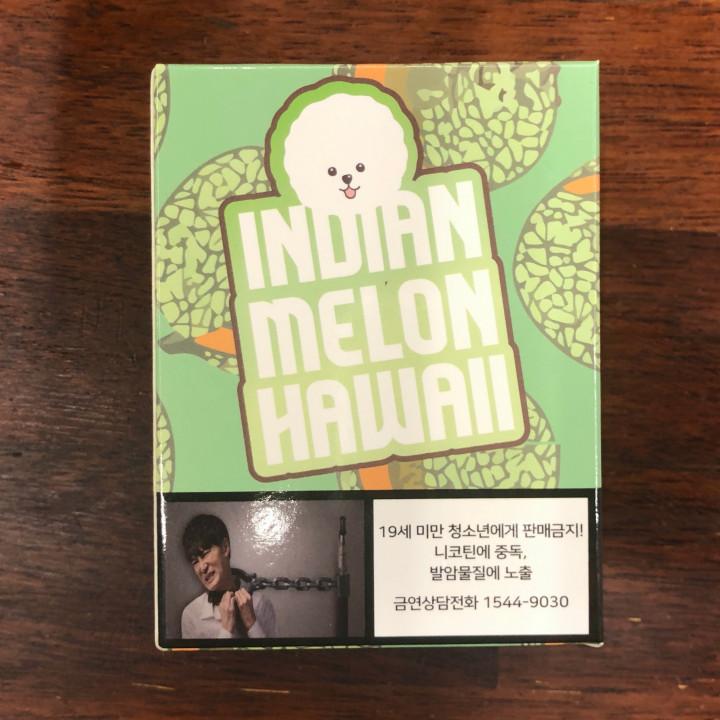 INDIAN
MELON
HAWAII
19세 미만 청소년에게 판매금지!
니코틴에 중독,
발암물질에 노출
금연상담전화 1544-9030